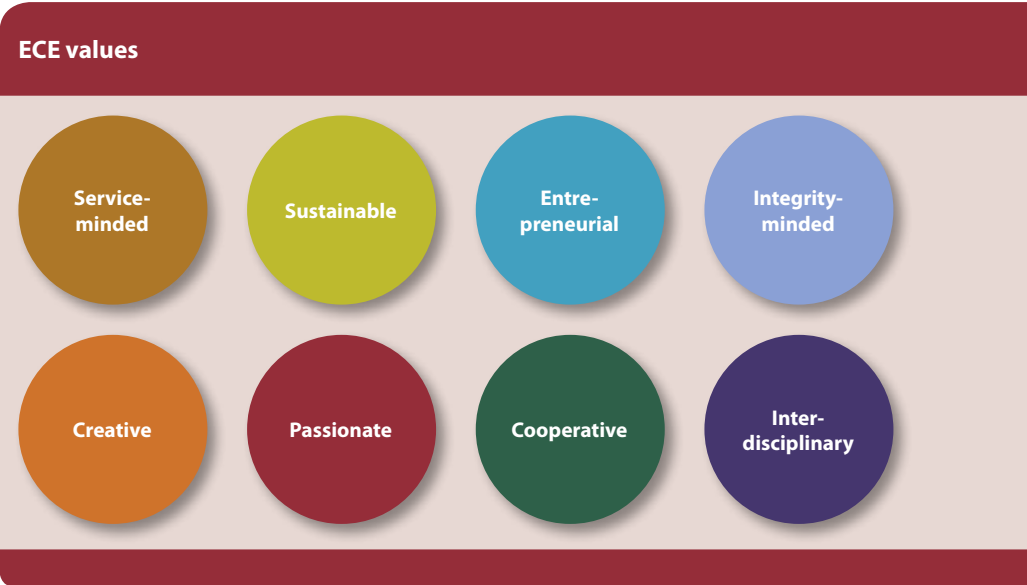 ECE values
Service-
minded
Sustainable
Entre-
preneurial
Integrity-
minded
Creative
Passionate
Cooperative
Inter-
disciplinary